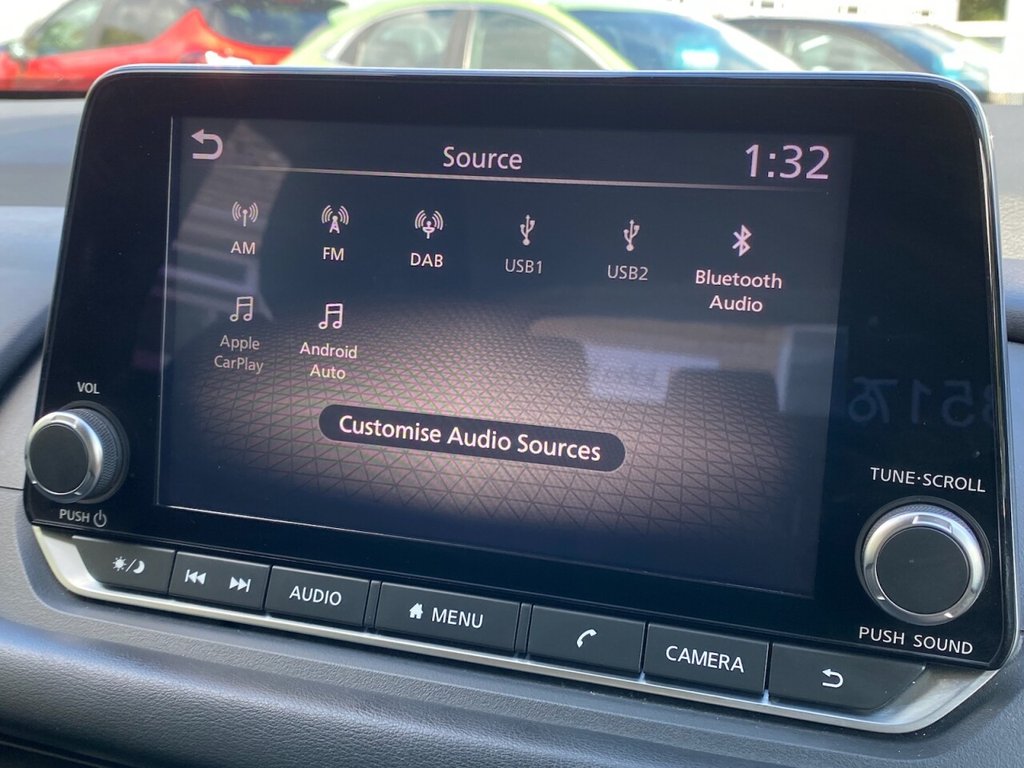 Source
1:32
AM
FM
DAB
USB1
USB2
Bluetooth
Audio
Apple
CarPlay
Android
Auto
Customise Audio Sources
VOL
PUSH
TUNE·SCROLL
PUSH SOUND
AUDIO
MENU
CAMERA